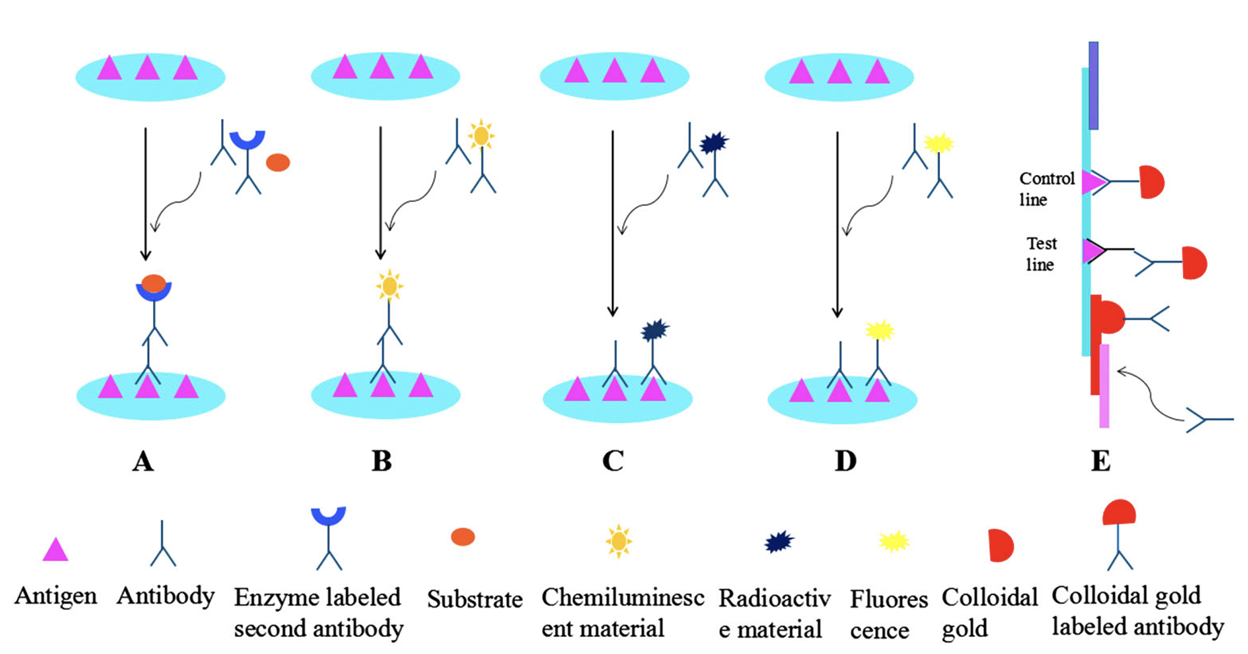 Control
line
Test
line
A
B
C
D
E
Antigen
Antibody
Enzyme labeled
second antibody
Substrate
Chemiluminesc
ent material
Radioactiv
e material
Fluores
cence
Colloidal
gold
Colloidal gold
labeled antibody